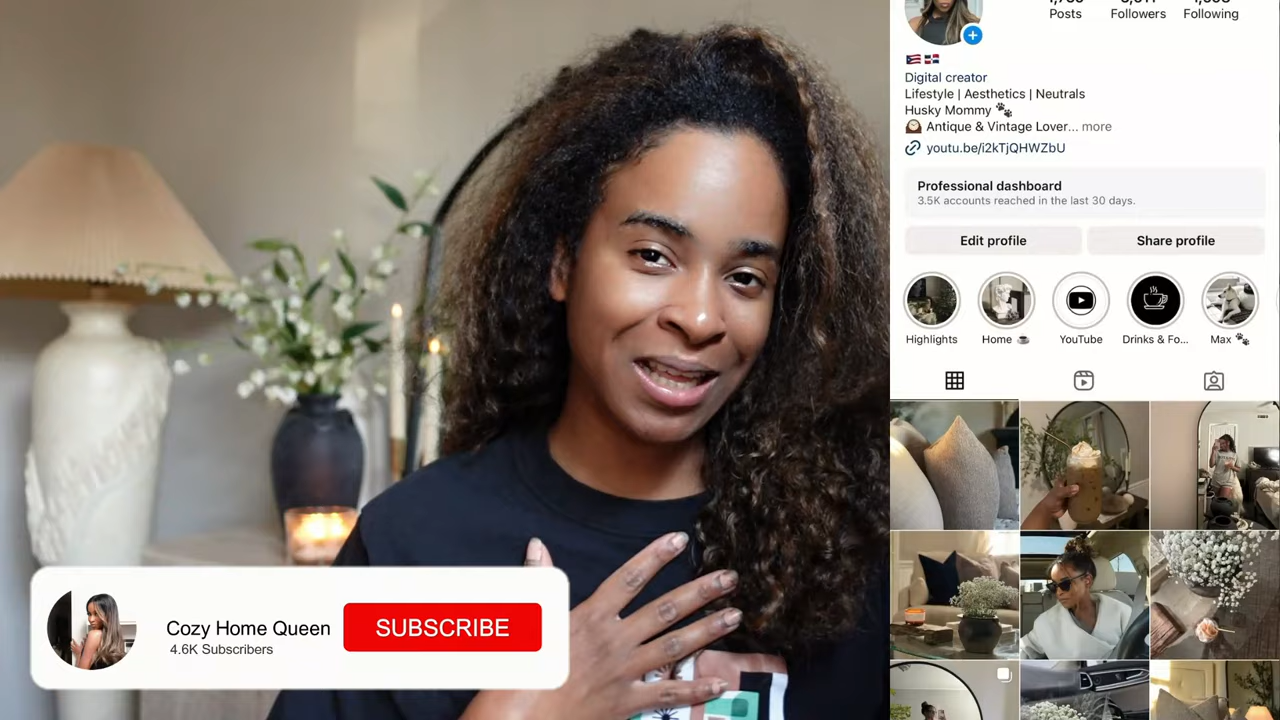 Posts Followers Following
Digital creator
Lifestyle | Aesthetics | Neutrals
Husky Mommy 🐾
🕰️ Antique & Vintage Lover... more
youtu.be/i2kTjQHWZbU
Professional dashboard
3.5K accounts reached in the last 30 days.
Edit profile Share profile
Highlights Home ☕ YouTube Drinks & Fo... Max 🐾
Cozy Home Queen
4.6K Subscribers
SUBSCRIBE